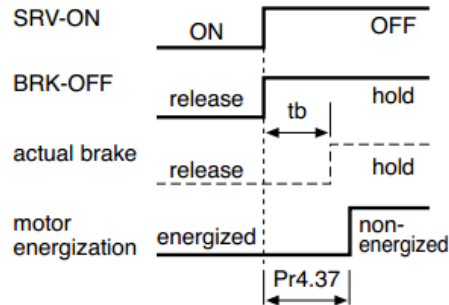 SRV-ON ON OFF
BRK-OFF release hold
tb
actual brake release hold
motor energization energized non-energized
Pr4.37